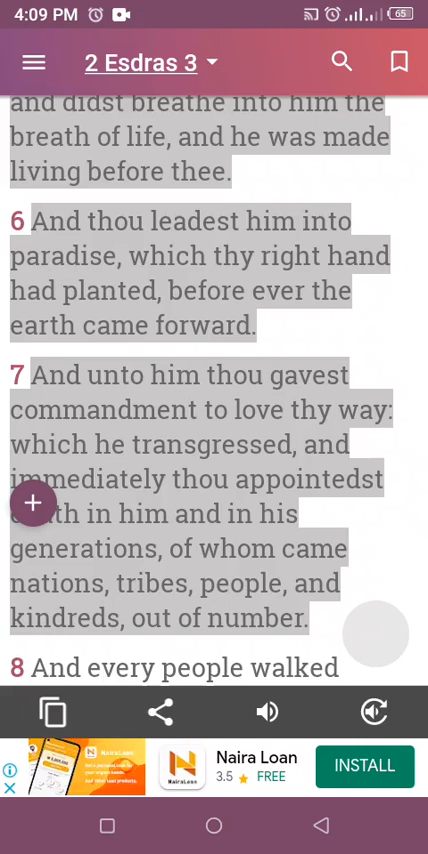 4:09 PM 65
2 Esdras 3
and didst breathe into him the
breath of life, and he was made
living before thee.
6 And thou leadest him into
paradise, which thy right hand
had planted, before ever the
earth came forward.
7 And unto him thou gavest
commandment to love thy way:
which he transgressed, and
immediately thou appointedst
in him and in his
generations, of whom came
nations, tribes, people, and
kindreds, out of number.
8 And every people walked
NairaLoan
Naira Loan
3.5 ★ FREE
INSTALL
NairaLoan